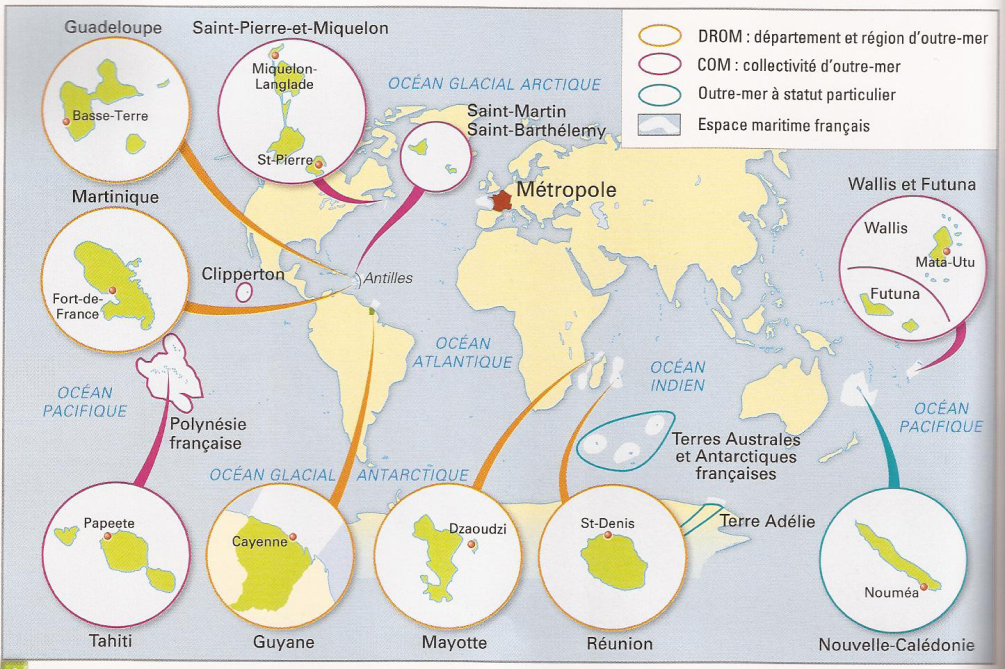 Guadeloupe
Saint-Pierre-et-Miquelon
DROM : département et région d'outre-mer
COM : collectivité d'outre-mer
Outre-mer à statut particulier
Espace maritime français
Miquelon-
Langlade
St-Pierre
Basse-Terre
OCÉAN GLACIAL ARCTIQUE
Saint-Martin
Saint-Barthélemy
Métropole
Martinique
Fort-de-
France
Clipperton
Antilles
Wallis et Futuna
Wallis
Mata-Utu
Futuna
OCÉAN
ATLANTIQUE
OCÉAN
INDIEN
OCÉAN
PACIFIQUE
OCÉAN
PACIFIQUE
Polynésie
française
Terres Australes
et Antarctiques
françaises
OCÉAN GLACIAL ANTARCTIQUE
Terre Adélie
Papeete
Tahiti
Cayenne
Guyane
Dzaoudzi
Mayotte
St-Denis
Réunion
Nouméa
Nouvelle-Calédonie